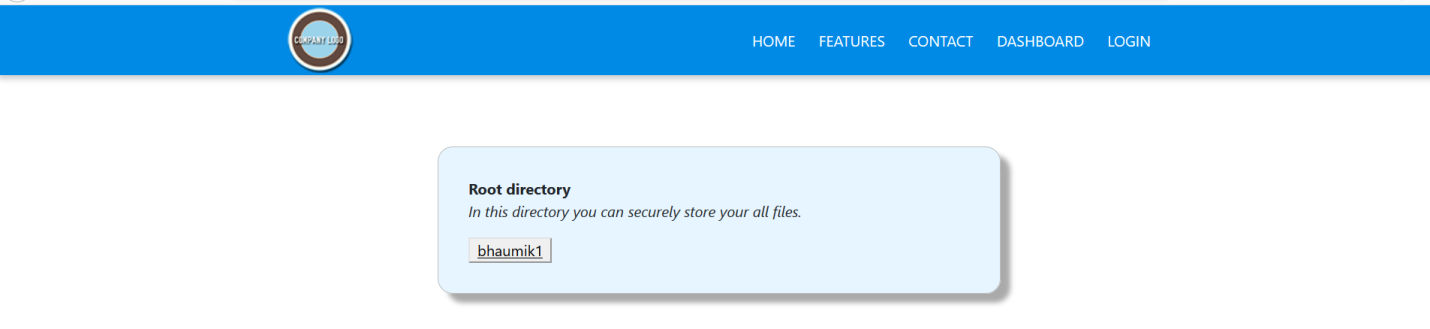 COMPANY LOGO
HOME FEATURES CONTACT DASHBOARD LOGIN
Root directory
In this directory you can securely store your all files.
bhaumik1